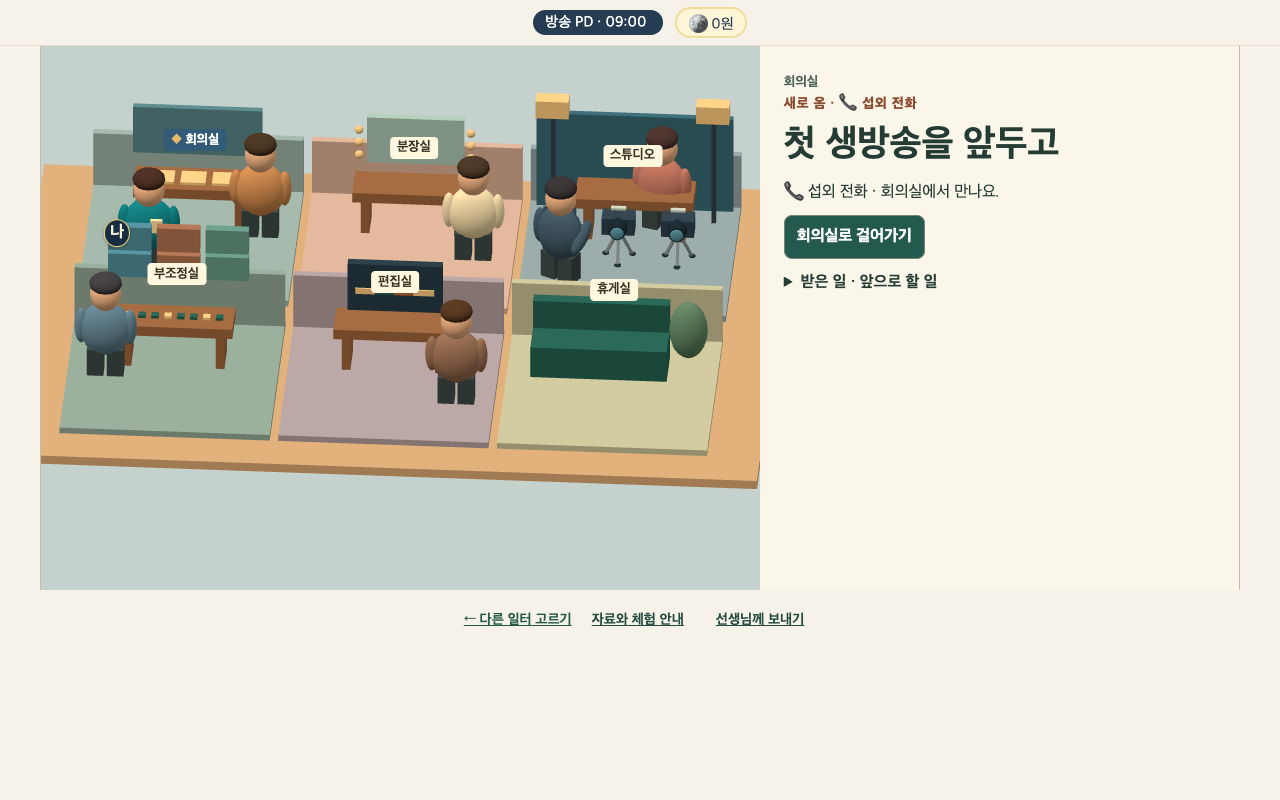 방송 PD · 09:00
0원
회의실
분장실
스튜디오
나
부조정실
편집실
휴게실
회의실
새로 옴 · 📞 섭외 전화
첫 생방송을 앞두고
📞 섭외 전화 · 회의실에서 만나요.
회의실로 걸어가기
▶ 받은 일 · 앞으로 할 일
← 다른 일터 고르기
자료와 체험 안내
선생님께 보내기